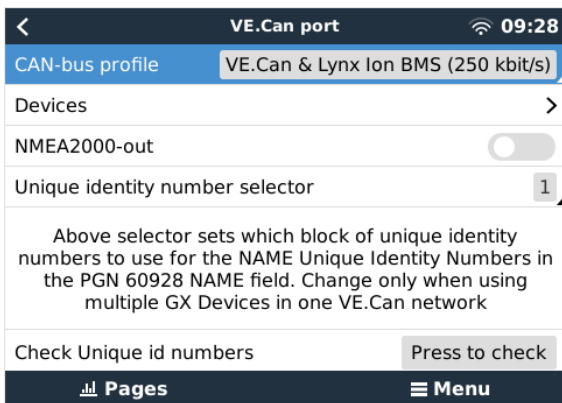 VE.Can port
09:28
CAN-bus profile
VE.Can & Lynx Ion BMS (250 kbit/s)
Devices
NMEA2000-out
Unique identity number selector
1
Above selector sets which block of unique identity
numbers to use for the NAME Unique Identity Numbers in
the PGN 60928 NAME field. Change only when using
multiple GX Devices in one VE.Can network
Check Unique id numbers
Press to check
Pages
Menu